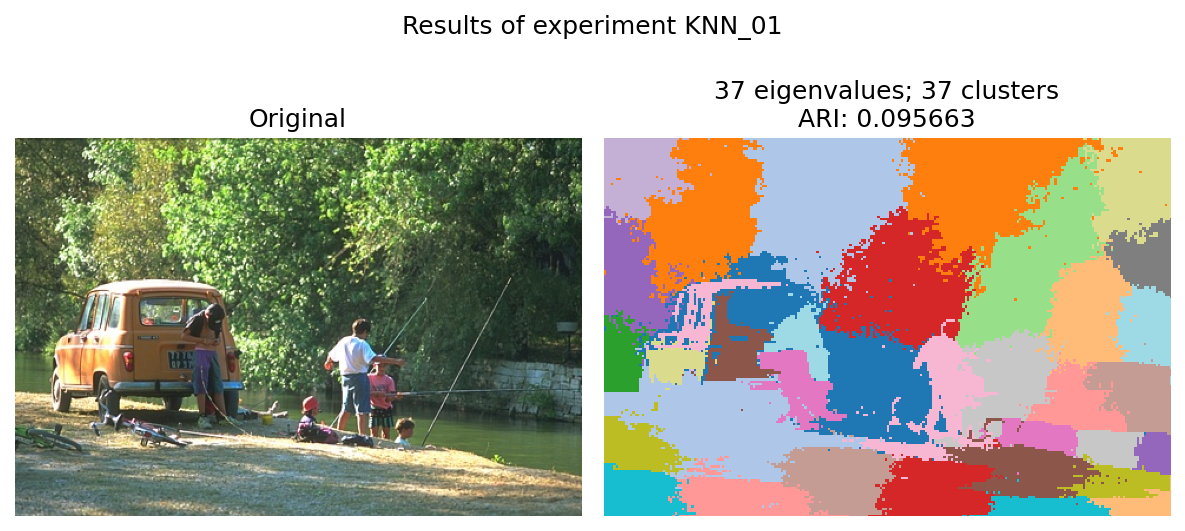 Results of experiment KNN_01
Original
37 eigenvalues; 37 clusters
ARI: 0.095663